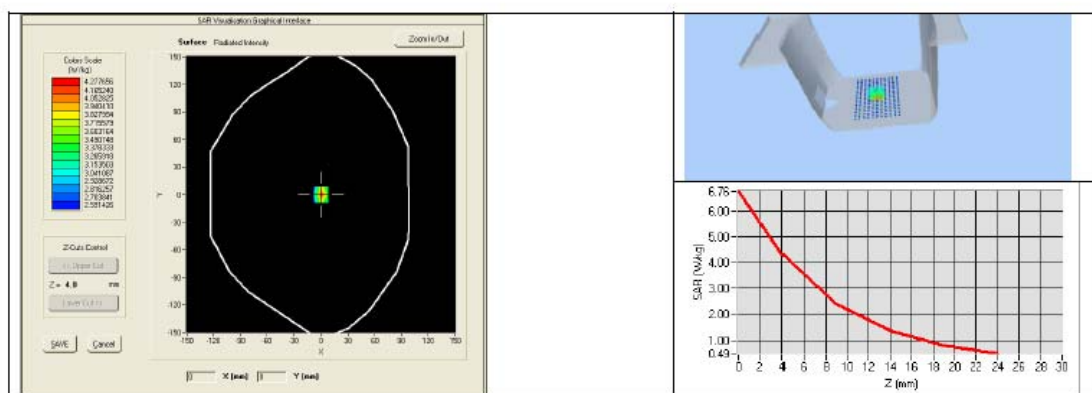 SAR Visualisation Graphical Interface
Surface Radiated Intensity
Zoom In/Out
Colors Scale
(W/kg)
4.277656
4.165240
4.052825
3.940410
3.827994
3.715579
3.603164
3.490748
3.378333
3.265918
3.153503
3.041087
2.928672
2.816257
2.703841
2.591426
150
120
90
60
30
0
-30
-60
-90
-120
-150
Y
-150 -120 -90 -60 -30 0 30 60 90 120 150
X
Z-Cuts Control
Z = 4.0 mm
SAVE Cancel
0 X (mm) Y (mm)
6.76
6.00
5.00
4.00
3.00
2.00
1.00
0.49
SAR (W/kg)
0 2 4 6 8 10 12 14 16 18 20 22 24 26 28 30
Z (mm)